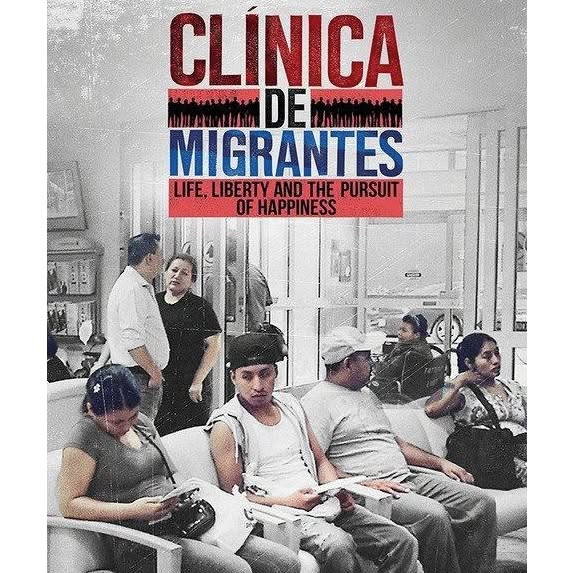 CLÍNICA
DE
MIGRANTES
LIFE, LIBERTY AND THE PURSUIT
OF HAPPINESS